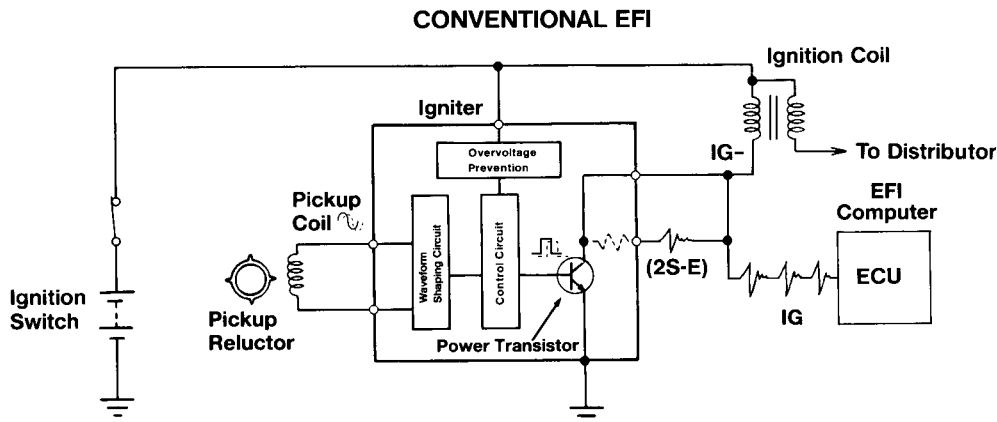 CONVENTIONAL EFI
Ignition Coil
Igniter
IG-
To Distributor
Overvoltage
Prevention
EFI
Computer
Pickup
Coil
Waveform
Shaping Circuit
Control Circuit
(2S-E)
ECU
Ignition
Switch
IG
Pickup
Reluctor
Power Transistor